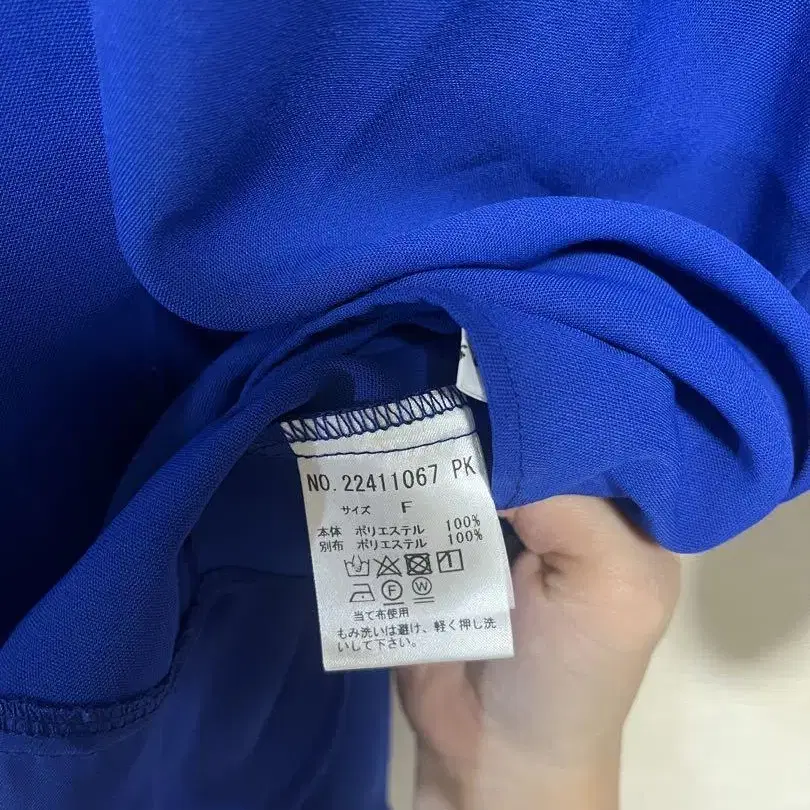 NO. 22411067 PK
サイズ F
本体 ポリエステル 100%
別布 ポリエステル 100%
F W
当て布使用
もみ洗いは避け、軽く押し洗
いして下さい。